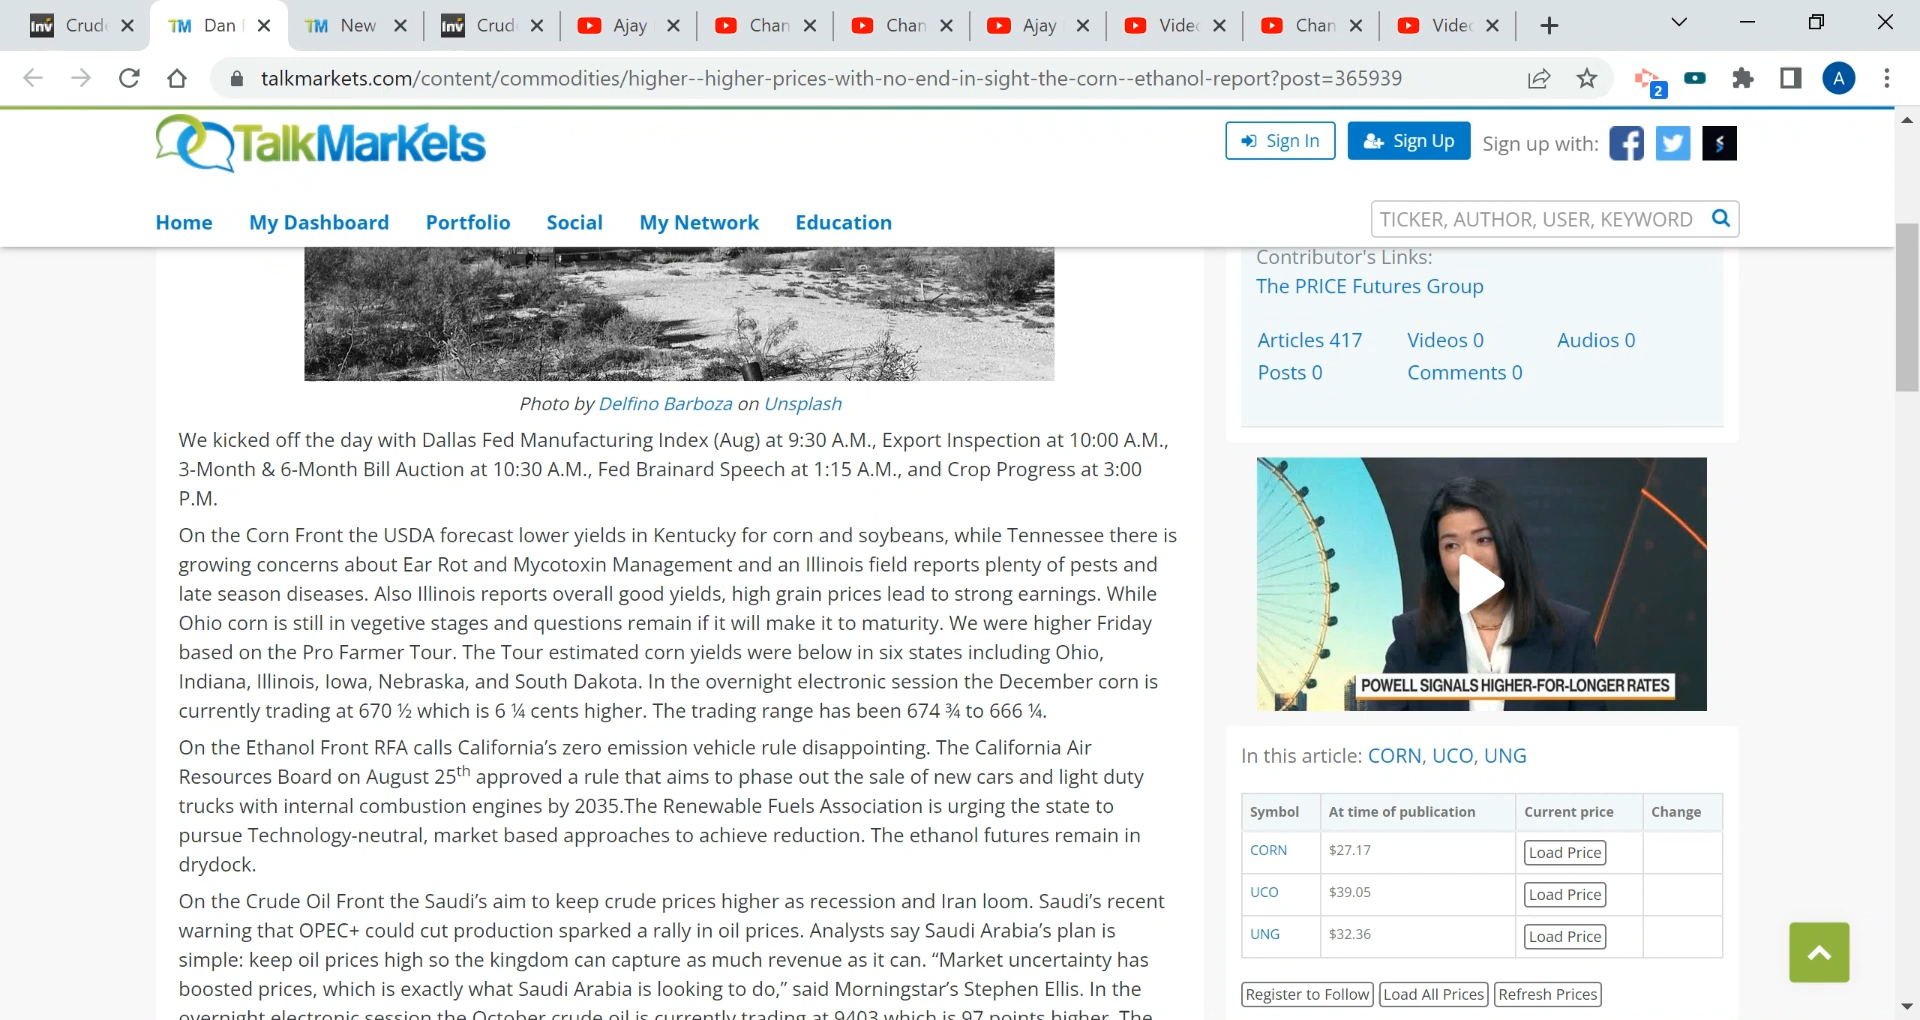 Crud
Dan
New
Crud
Ajay
Chan
Chan
Ajay
Videc
Chan
Videc
talkmarkets.com/content/commodities/higher--higher-prices-with-no-end-in-sight-the-corn--ethanol-report?post=365939
2
A
TalkMarkets
Sign In
Sign Up
Sign up with:
Home My Dashboard Portfolio Social My Network Education
TICKER, AUTHOR, USER, KEYWORD
Photo by Delfino Barboza on Unsplash
We kicked off the day with Dallas Fed Manufacturing Index (Aug) at 9:30 A.M., Export Inspection at 10:00 A.M.,
3-Month & 6-Month Bill Auction at 10:30 A.M., Fed Brainard Speech at 1:15 A.M., and Crop Progress at 3:00
P.M.
On the Corn Front the USDA forecast lower yields in Kentucky for corn and soybeans, while Tennessee there is
growing concerns about Ear Rot and Mycotoxin Management and an Illinois field reports plenty of pests and
late season diseases. Also Illinois reports overall good yields, high grain prices lead to strong earnings. While
Ohio corn is still in vegetive stages and questions remain if it will make it to maturity. We were higher Friday
based on the Pro Farmer Tour. The Tour estimated corn yields were below in six states including Ohio,
Indiana, Illinois, Iowa, Nebraska, and South Dakota. In the overnight electronic session the December corn is
currently trading at 670 ½ which is 6 ¼ cents higher. The trading range has been 674 ¾ to 666 ¼.
On the Ethanol Front RFA calls California's zero emission vehicle rule disappointing. The California Air
Resources Board on August 25th approved a rule that aims to phase out the sale of new cars and light duty
trucks with internal combustion engines by 2035.The Renewable Fuels Association is urging the state to
pursue Technology-neutral, market based approaches to achieve reduction. The ethanol futures remain in
drydock.
On the Crude Oil Front the Saudi's aim to keep crude prices higher as recession and Iran loom. Saudi's recent
warning that OPEC+ could cut production sparked a rally in oil prices. Analysts say Saudi Arabia's plan is
simple: keep oil prices high so the kingdom can capture as much revenue as it can. “Market uncertainty has
boosted prices, which is exactly what Saudi Arabia is looking to do,” said Morningstar's Stephen Ellis. In the
overnight electronic session the October crude oil is currently trading at 9403 which is 97 points higher. The
Contributor's Links:
The PRICE Futures Group
Articles 417 Videos 0 Audios 0
Posts 0 Comments 0
POWELL SIGNALS HIGHER-FOR-LONGER RATES
In this article: CORN, UCO, UNG
Symbol At time of publication Current price Change
CORN $27.17 Load Price
UCO $39.05 Load Price
UNG $32.36 Load Price
Register to Follow Load All Prices Refresh Prices